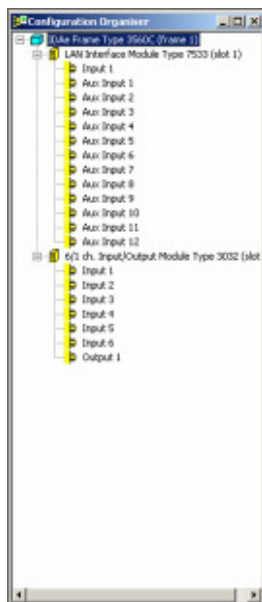 Configuration Organiser
IDAe Frame Type 3560C (frame 1)
LAN Interface Module Type 7533 (slot 1)
Input 1
Aux Input 1
Aux Input 2
Aux Input 3
Aux Input 4
Aux Input 5
Aux Input 6
Aux Input 7
Aux Input 8
Aux Input 9
Aux Input 10
Aux Input 11
Aux Input 12
6/1 ch. Input/Output Module Type 3032 (slot
Input 1
Input 2
Input 3
Input 4
Input 5
Input 6
Output 1